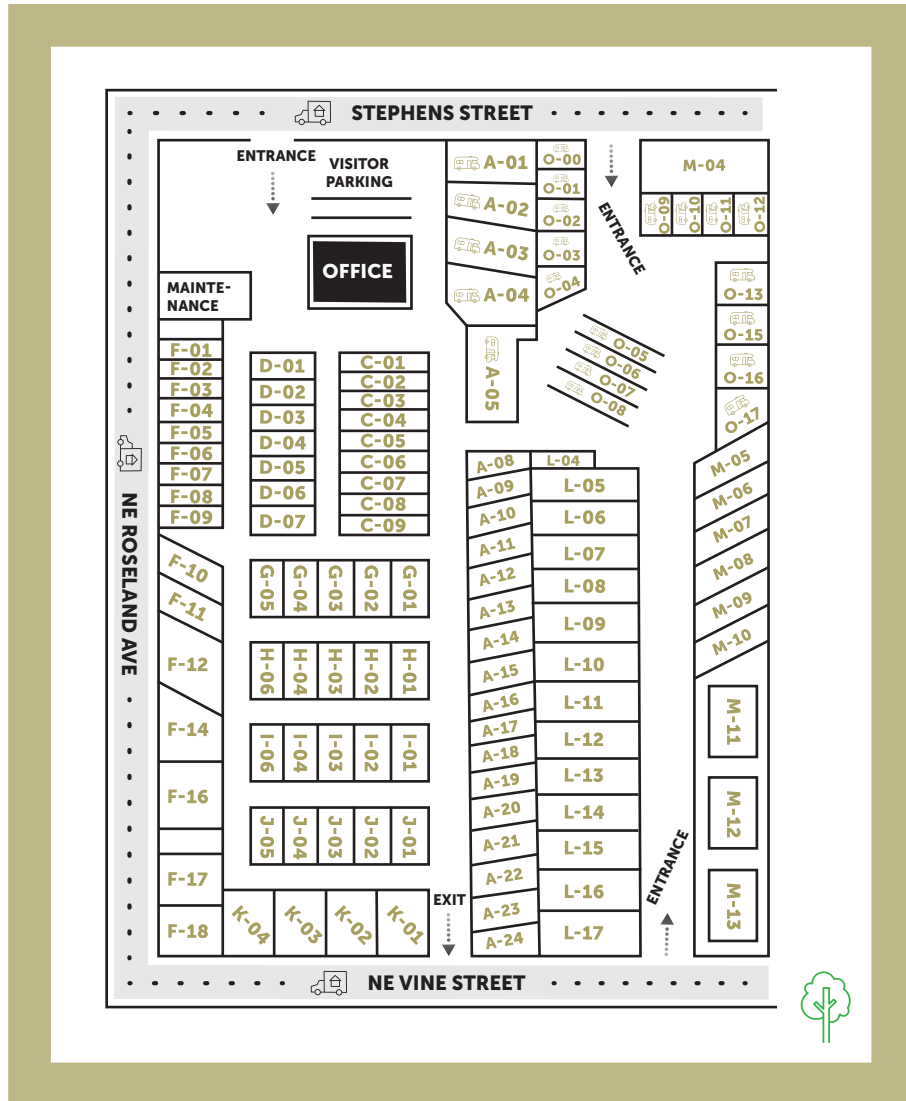 STEPHENS STREET
ENTRANCE
VISITOR
PARKING
OFFICE
MAINTE-
NANCE
A-01
A-02
A-03
A-04
A-05
O-00
O-01
O-02
O-03
O-04
ENTRANCE
M-04
O-09
O-10
O-11
O-12
O-05
O-06
O-07
O-08
O-13
O-15
O-16
O-17
F-01
F-02
F-03
F-04
F-05
F-06
F-07
F-08
F-09
F-10
F-11
F-12
F-14
F-16
F-17
F-18
D-01
D-02
D-03
D-04
D-05
D-06
D-07
C-01
C-02
C-03
C-04
C-05
C-06
C-07
C-08
C-09
G-05
G-04
G-03
G-02
G-01
H-06
H-04
H-03
H-02
H-01
I-06
I-04
I-03
I-02
I-01
J-05
J-04
J-03
J-02
J-01
K-04
K-03
K-02
K-01
EXIT
A-08
A-09
A-10
A-11
A-12
A-13
A-14
A-15
A-16
A-17
A-18
A-19
A-20
A-21
A-22
A-23
A-24
L-04
L-05
L-06
L-07
L-08
L-09
L-10
L-11
L-12
L-13
L-14
L-15
L-16
L-17
M-05
M-06
M-07
M-08
M-09
M-10
M-11
M-12
M-13
ENTRANCE
NE ROSELAND AVE
NE VINE STREET